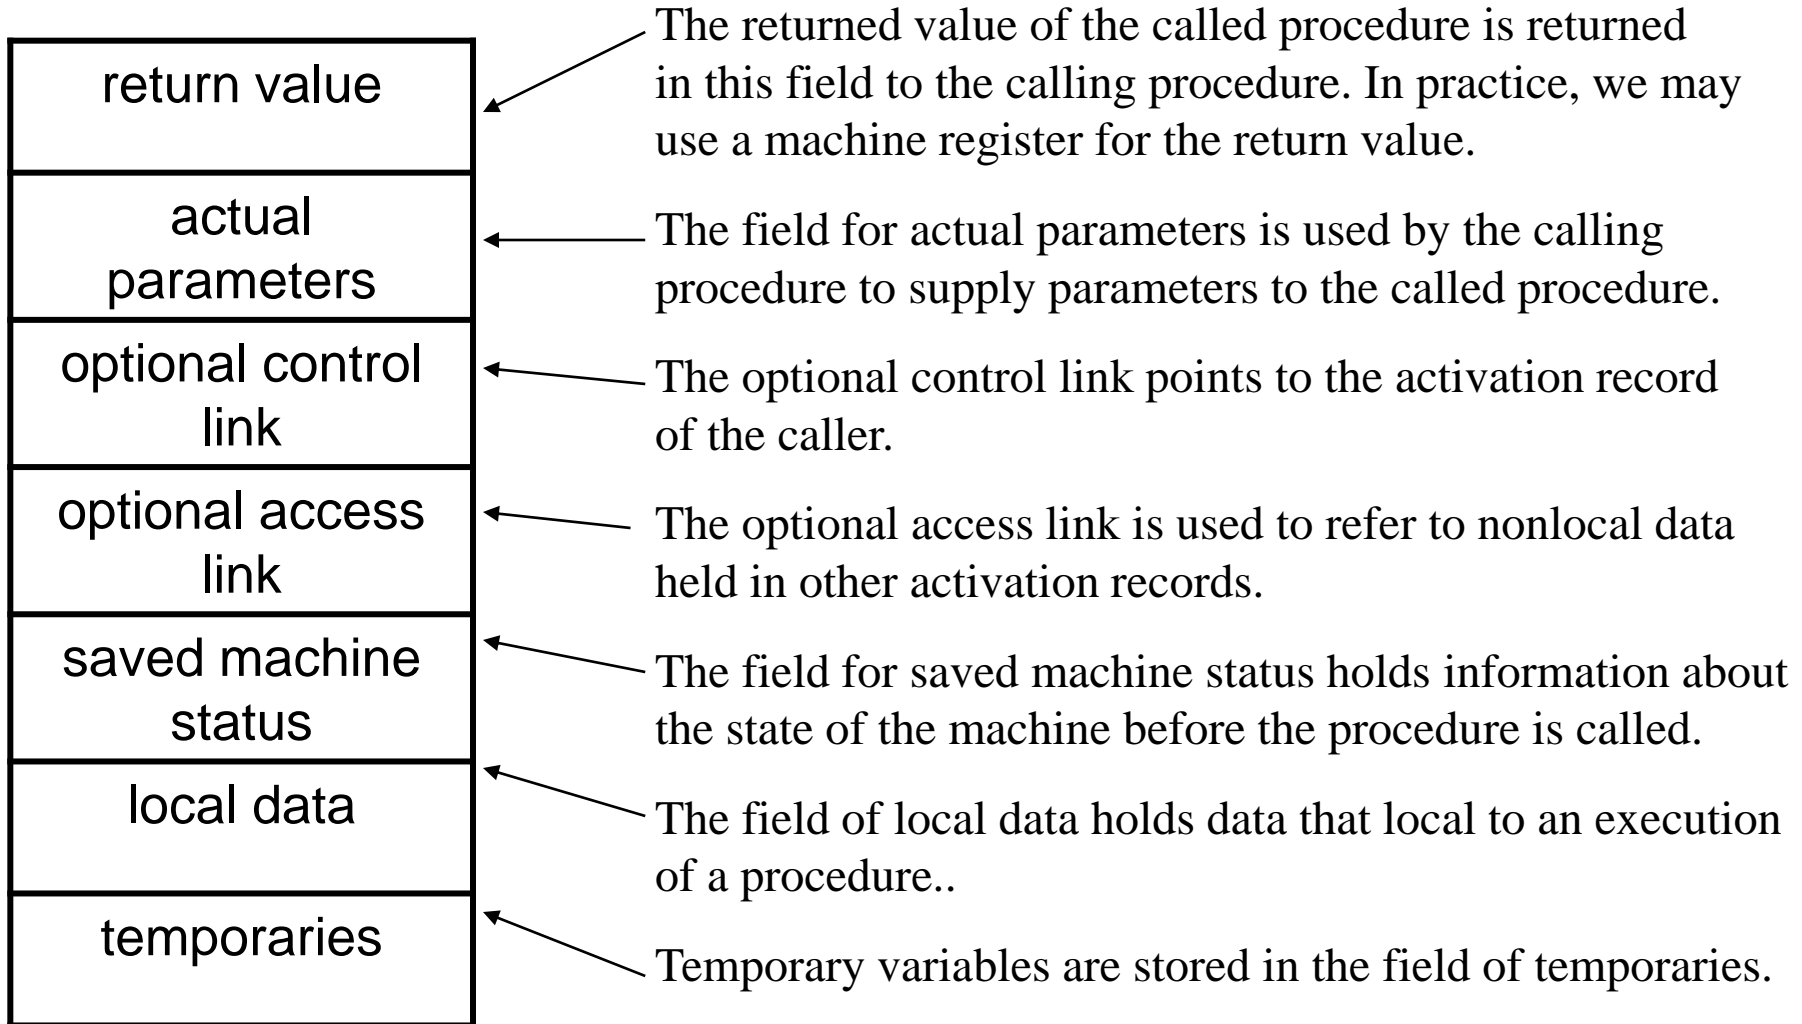 return value
The returned value of the called procedure is returned
in this field to the calling procedure. In practice, we may
use a machine register for the return value.
actual
parameters
The field for actual parameters is used by the calling
procedure to supply parameters to the called procedure.
optional control
link
The optional control link points to the activation record
of the caller.
optional access
link
The optional access link is used to refer to nonlocal data
held in other activation records.
saved machine
status
The field for saved machine status holds information about
the state of the machine before the procedure is called.
local data
The field of local data holds data that local to an execution
of a procedure..
temporaries
Temporary variables are stored in the field of temporaries.